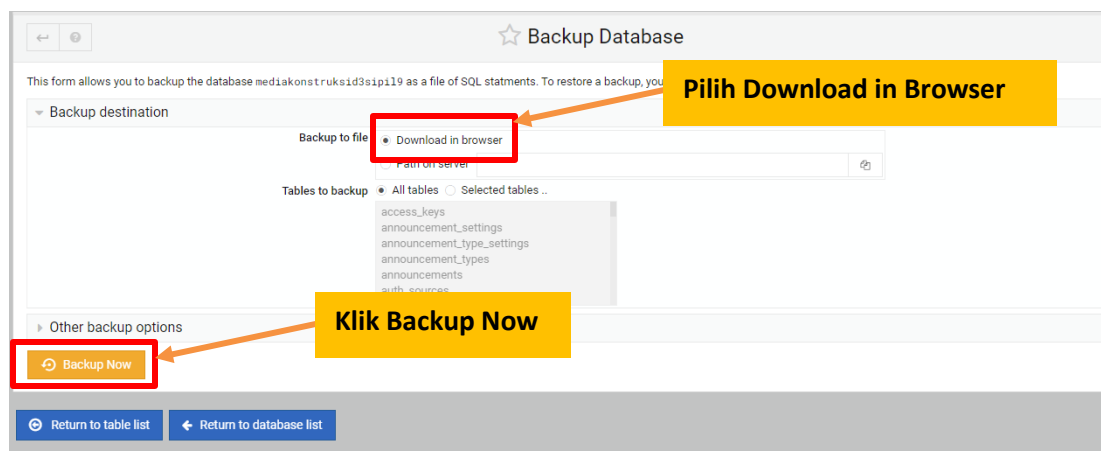 Backup Database
This form allows you to backup the database mediakonstruksid3sipil9 as a file of SQL statments. To restore a backup, you
Pilih Download in Browser
Backup destination
Backup to file
Download in browser
Path on server
Tables to backup
All tables
Selected tables ..
access_keys
announcement_settings
announcement_type_settings
announcement_types
announcements
auth_sources
Klik Backup Now
Other backup options
Backup Now
Return to table list
Return to database list